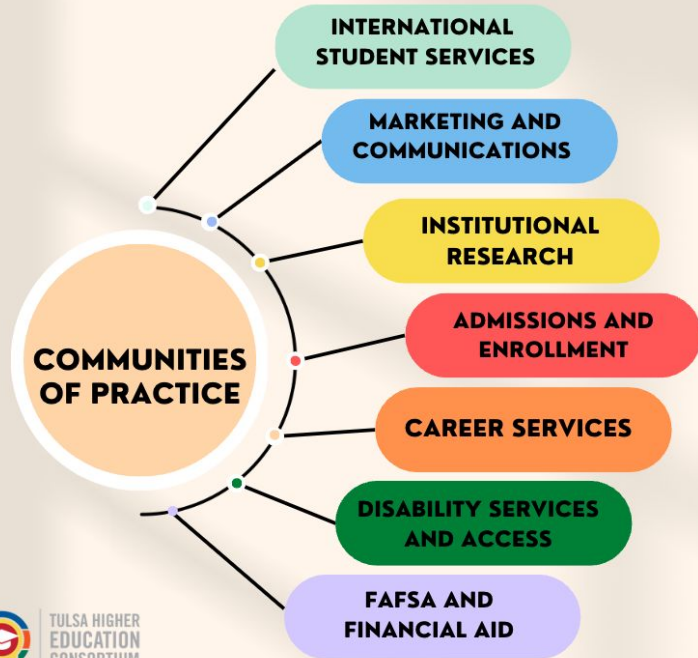 INTERNATIONAL
STUDENT SERVICES
MARKETING AND
COMMUNICATIONS
INSTITUTIONAL
RESEARCH
ADMISSIONS AND
ENROLLMENT
COMMUNITIES
OF PRACTICE
CAREER SERVICES
DISABILITY SERVICES
AND ACCESS
FAFSA AND
FINANCIAL AID
TULSA HIGHER
EDUCATION
CONSORTIUM